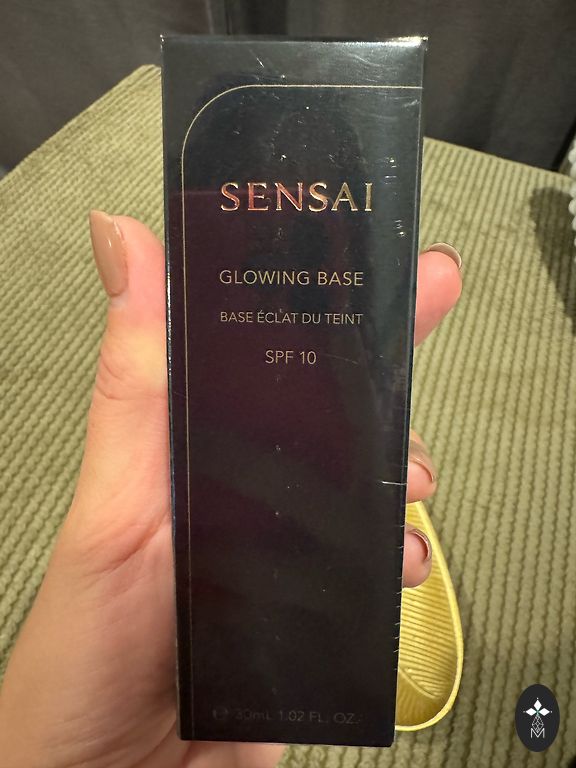 SENSAI
GLOWING BASE
BASE ÉCLAT DU TEINT
SPF 10
℮ 30mL 1.02 FL. OZ.